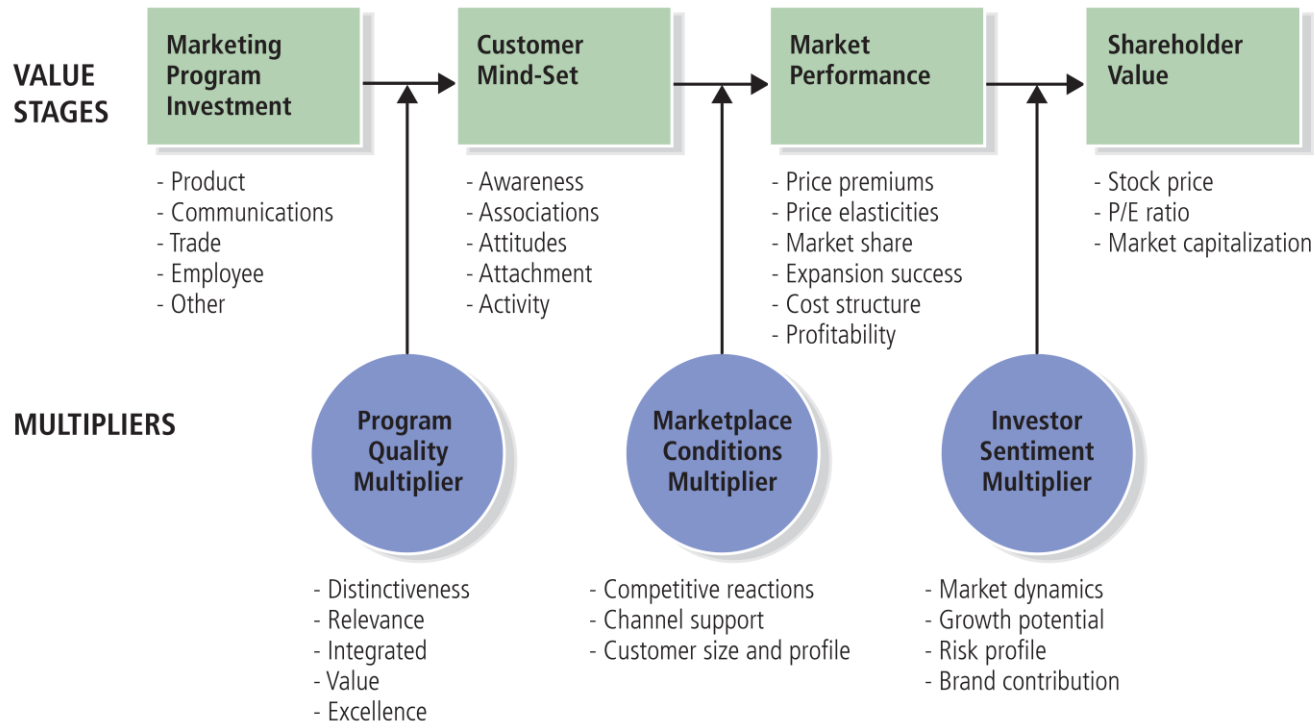 VALUE
STAGES
Marketing
Program
Investment
Customer
Mind-Set
Market
Performance
Shareholder
Value
- Product
- Communications
- Trade
- Employee
- Other
- Awareness
- Associations
- Attitudes
- Attachment
- Activity
- Price premiums
- Price elasticities
- Market share
- Expansion success
- Cost structure
- Profitability
- Stock price
- P/E ratio
- Market capitalization
MULTIPLIERS
Program
Quality
Multiplier
Marketplace
Conditions
Multiplier
Investor
Sentiment
Multiplier
- Distinctiveness
- Relevance
- Integrated
- Value
- Excellence
- Competitive reactions
- Channel support
- Customer size and profile
- Market dynamics
- Growth potential
- Risk profile
- Brand contribution